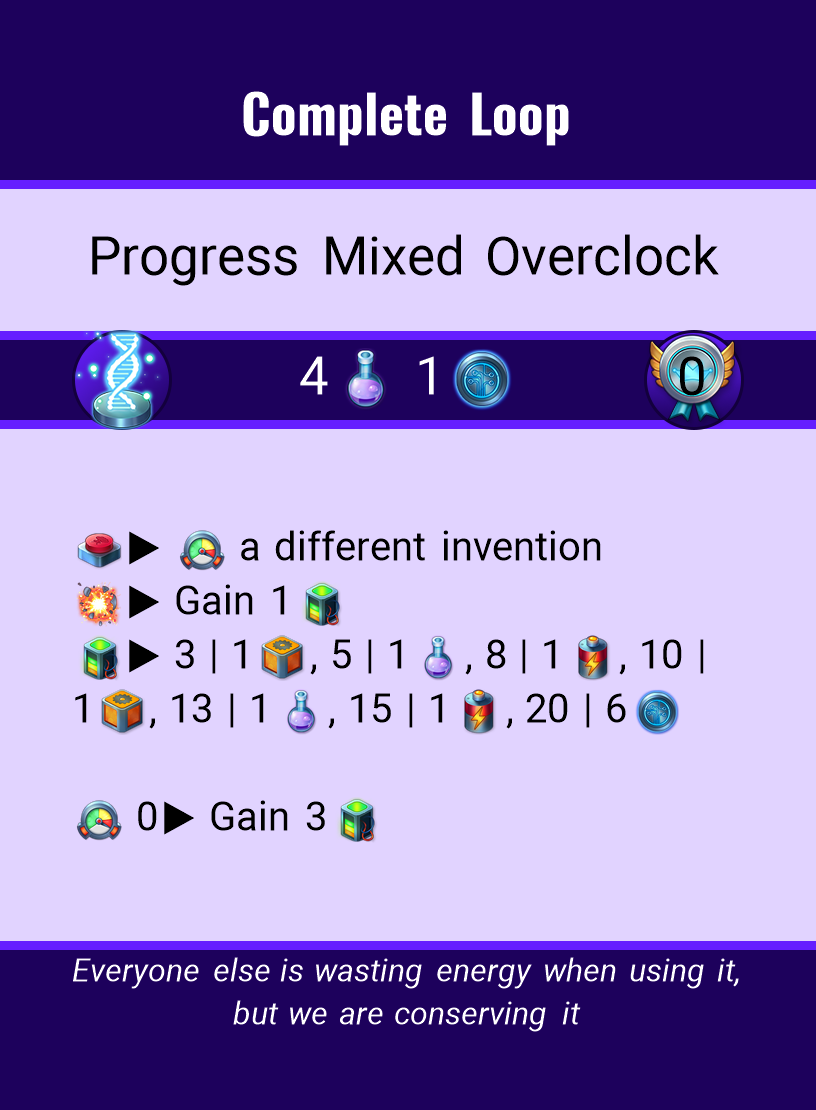 Complete Loop
Progress Mixed Overclock
4 1 0
▶ a different invention
▶ Gain 1
▶ 3 | 1 , 5 | 1 , 8 | 1 , 10 |
1 , 13 | 1 , 15 | 1 , 20 | 6
0▶ Gain 3
Everyone else is wasting energy when using it,
but we are conserving it